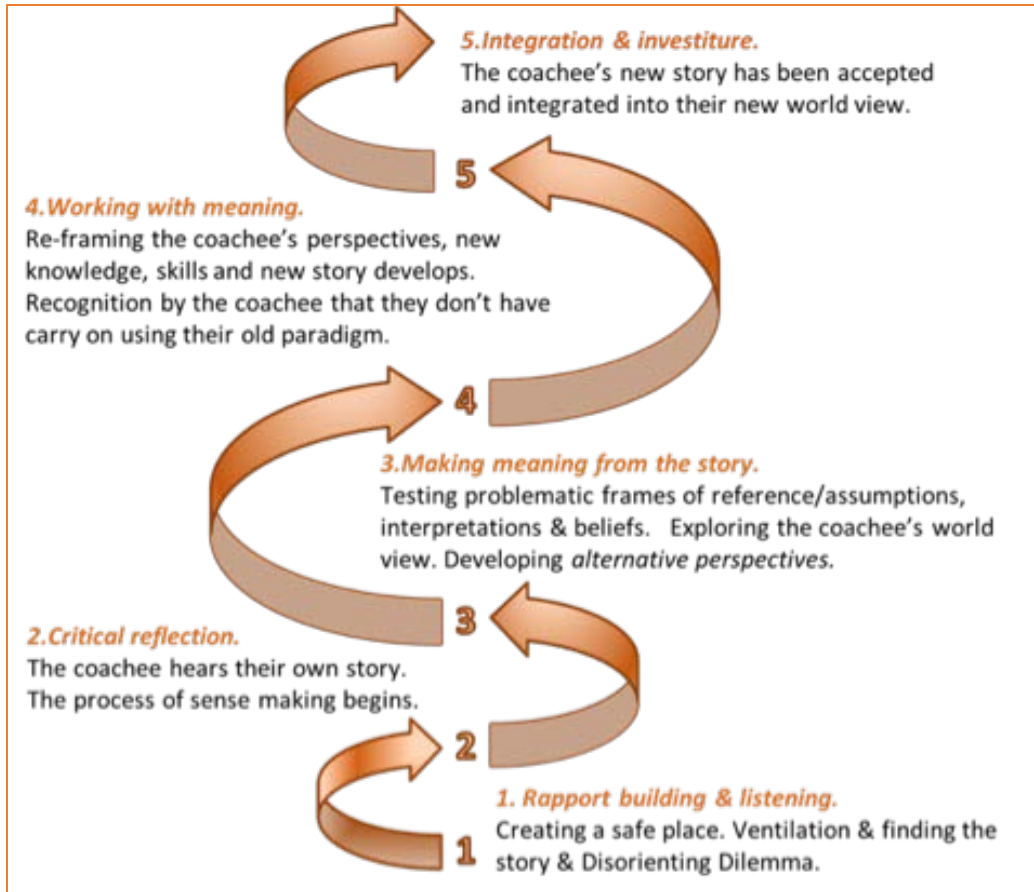 5.Integration & investiture.
The coachee's new story has been accepted
and integrated into their new world view.
5
4.Working with meaning.
Re-framing the coachee's perspectives, new
knowledge, skills and new story develops.
Recognition by the coachee that they don't have
carry on using their old paradigm.
4
3.Making meaning from the story.
Testing problematic frames of reference/assumptions,
interpretations & beliefs. Exploring the coachee's world
view. Developing alternative perspectives.
3
2.Critical reflection.
The coachee hears their own story.
The process of sense making begins.
2
1. Rapport building & listening.
Creating a safe place. Ventilation & finding the
story & Disorienting Dilemma.
1